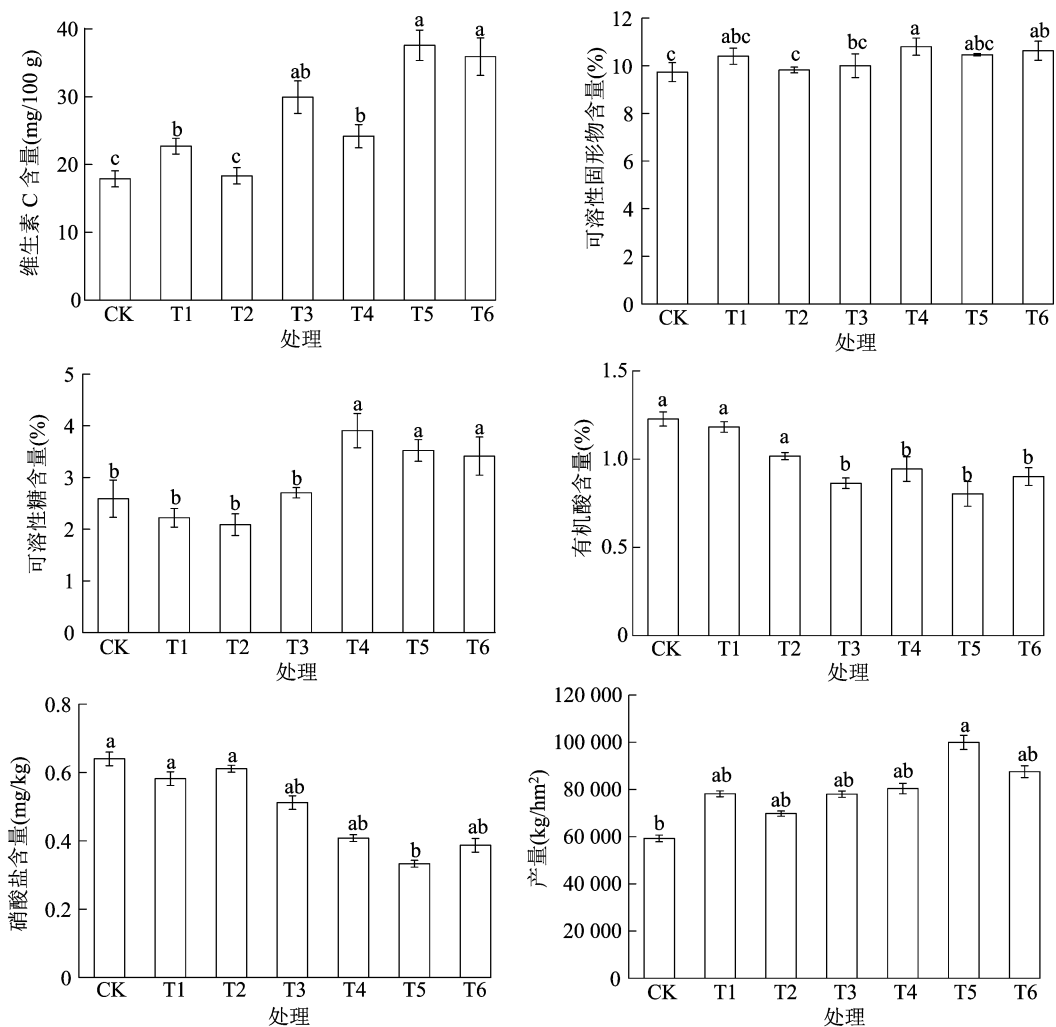 维生素 C 含量(mg/100 g)
40
30
20
10
0
c
b
c
ab
b
a
a
CK T1 T2 T3 T4 T5 T6
处理
可溶性固形物含量(%)
12
10
8
6
4
2
0
c
abc
c
bc
a
abc
ab
CK T1 T2 T3 T4 T5 T6
处理
可溶性糖含量(%)
5
4
3
2
1
0
b
b
b
b
a
a
a
CK T1 T2 T3 T4 T5 T6
处理
有机酸含量(%)
1.5
1.0
0.5
0
a
a
a
b
b
b
b
CK T1 T2 T3 T4 T5 T6
处理
硝酸盐含量(mg/kg)
0.8
0.6
0.4
0.2
0
a
a
a
ab
ab
b
ab
CK T1 T2 T3 T4 T5 T6
处理
产量(kg/hm²)
120 000
100 000
80 000
60 000
40 000
20 000
0
b
ab
ab
ab
ab
a
ab
CK T1 T2 T3 T4 T5 T6
处理